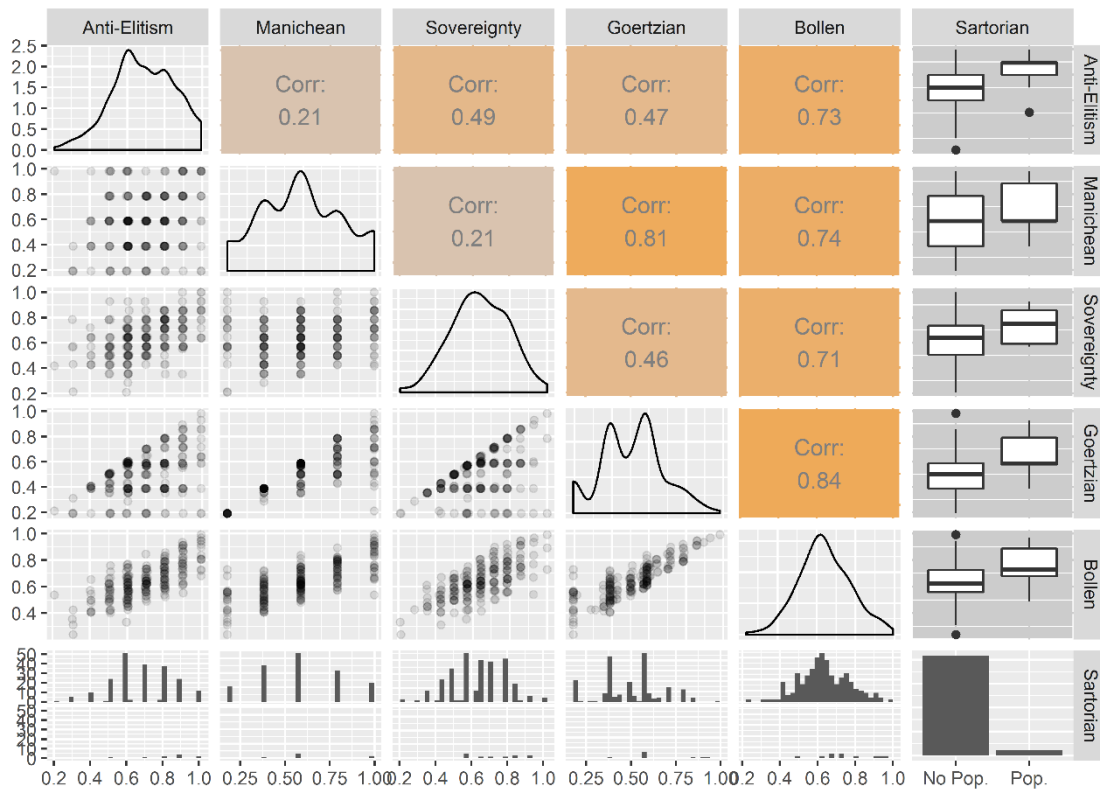 Anti-Elitism Manichean Sovereignty Goertzian Bollen Sartorian
2.5
2.0
1.5
1.0
0.5
0.0
Corr:
0.21
Corr:
0.49
Corr:
0.47
Corr:
0.73
Anti-Elitism
1.0
0.8
0.6
0.4
0.2
Corr:
0.21
Corr:
0.81
Corr:
0.74
Manichean
1.0
0.8
0.6
0.4
0.2
Corr:
0.46
Corr:
0.71
Sovereignty
1.0
0.8
0.6
0.4
0.2
Corr:
0.84
Goertzian
1.0
0.8
0.6
0.4
Bollen
50
40
30
20
10
0
50
40
30
20
10
0
Sartorian
0.2 0.4 0.6 0.8 1.0
0.25 0.50 0.75 1.00
0.2 0.4 0.6 0.8 1.0
0.25 0.50 0.75 1.00
0.2 0.4 0.6 0.8 1.0
No Pop. Pop.